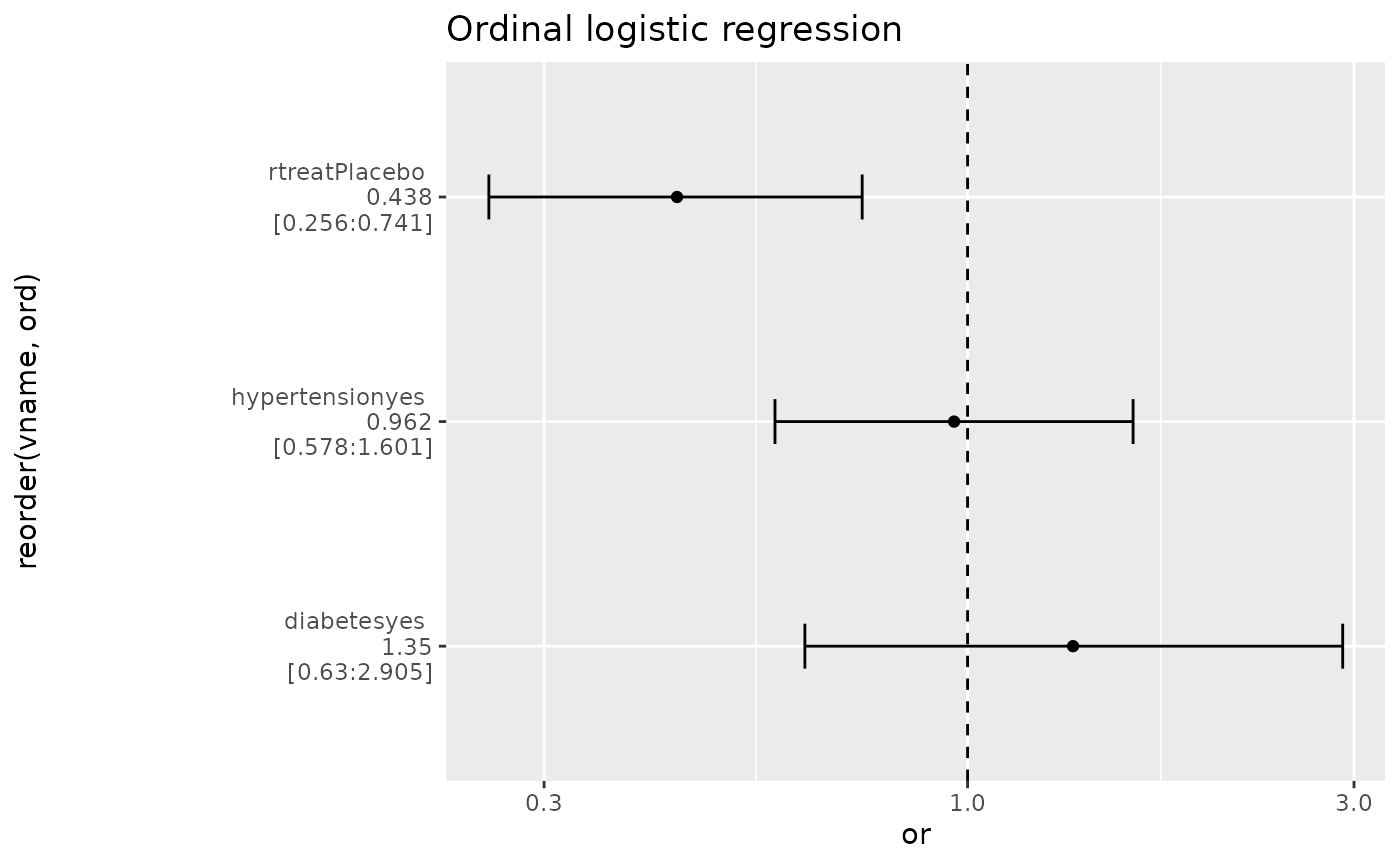 Ordinal logistic regression
rtreatPlacebo
0.438
[0.256:0.741]
hypertensionyes
0.962
[0.578:1.601]
diabetesyes
1.35
[0.63:2.905]
reorder(vname, ord)
0.3
1.0
3.0
or